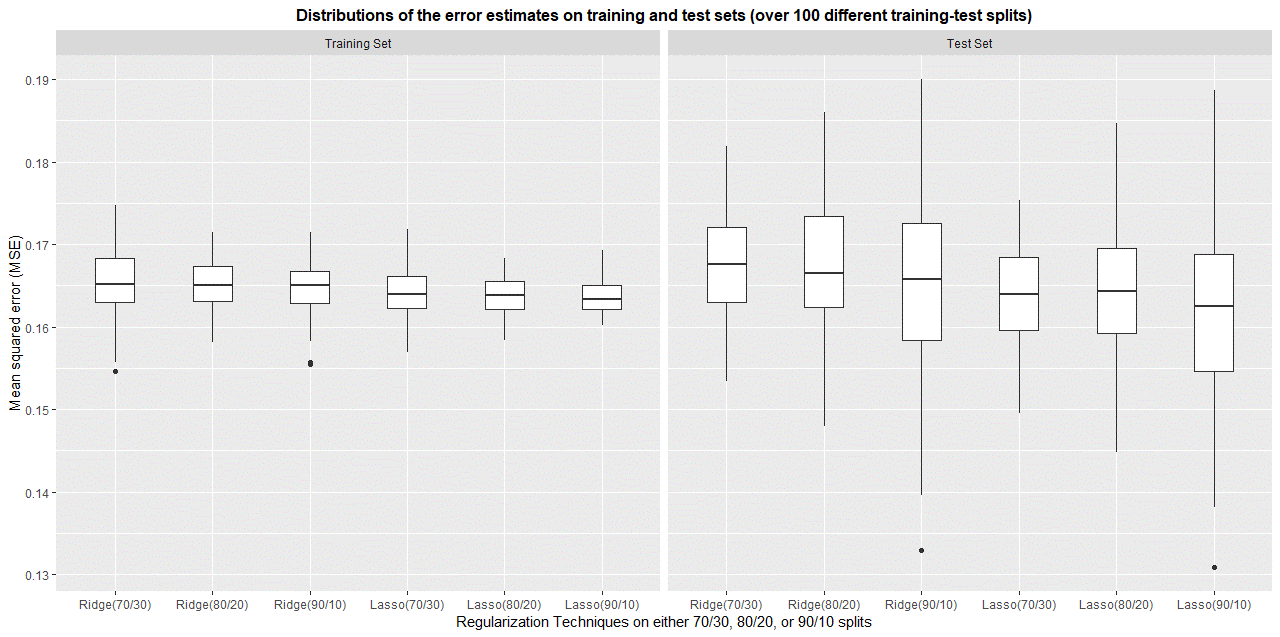 Distributions of the error estimates on training and test sets (over 100 different training-test splits)
Training Set
Test Set
Mean squared error (MSE)
0.19
0.18
0.17
0.16
0.15
0.14
0.13
Ridge(70/30) Ridge(80/20) Ridge(90/10) Lasso(70/30) Lasso(80/20) Lasso(90/10)
Ridge(70/30) Ridge(80/20) Ridge(90/10) Lasso(70/30) Lasso(80/20) Lasso(90/10)
Regularization Techniques on either 70/30, 80/20, or 90/10 splits